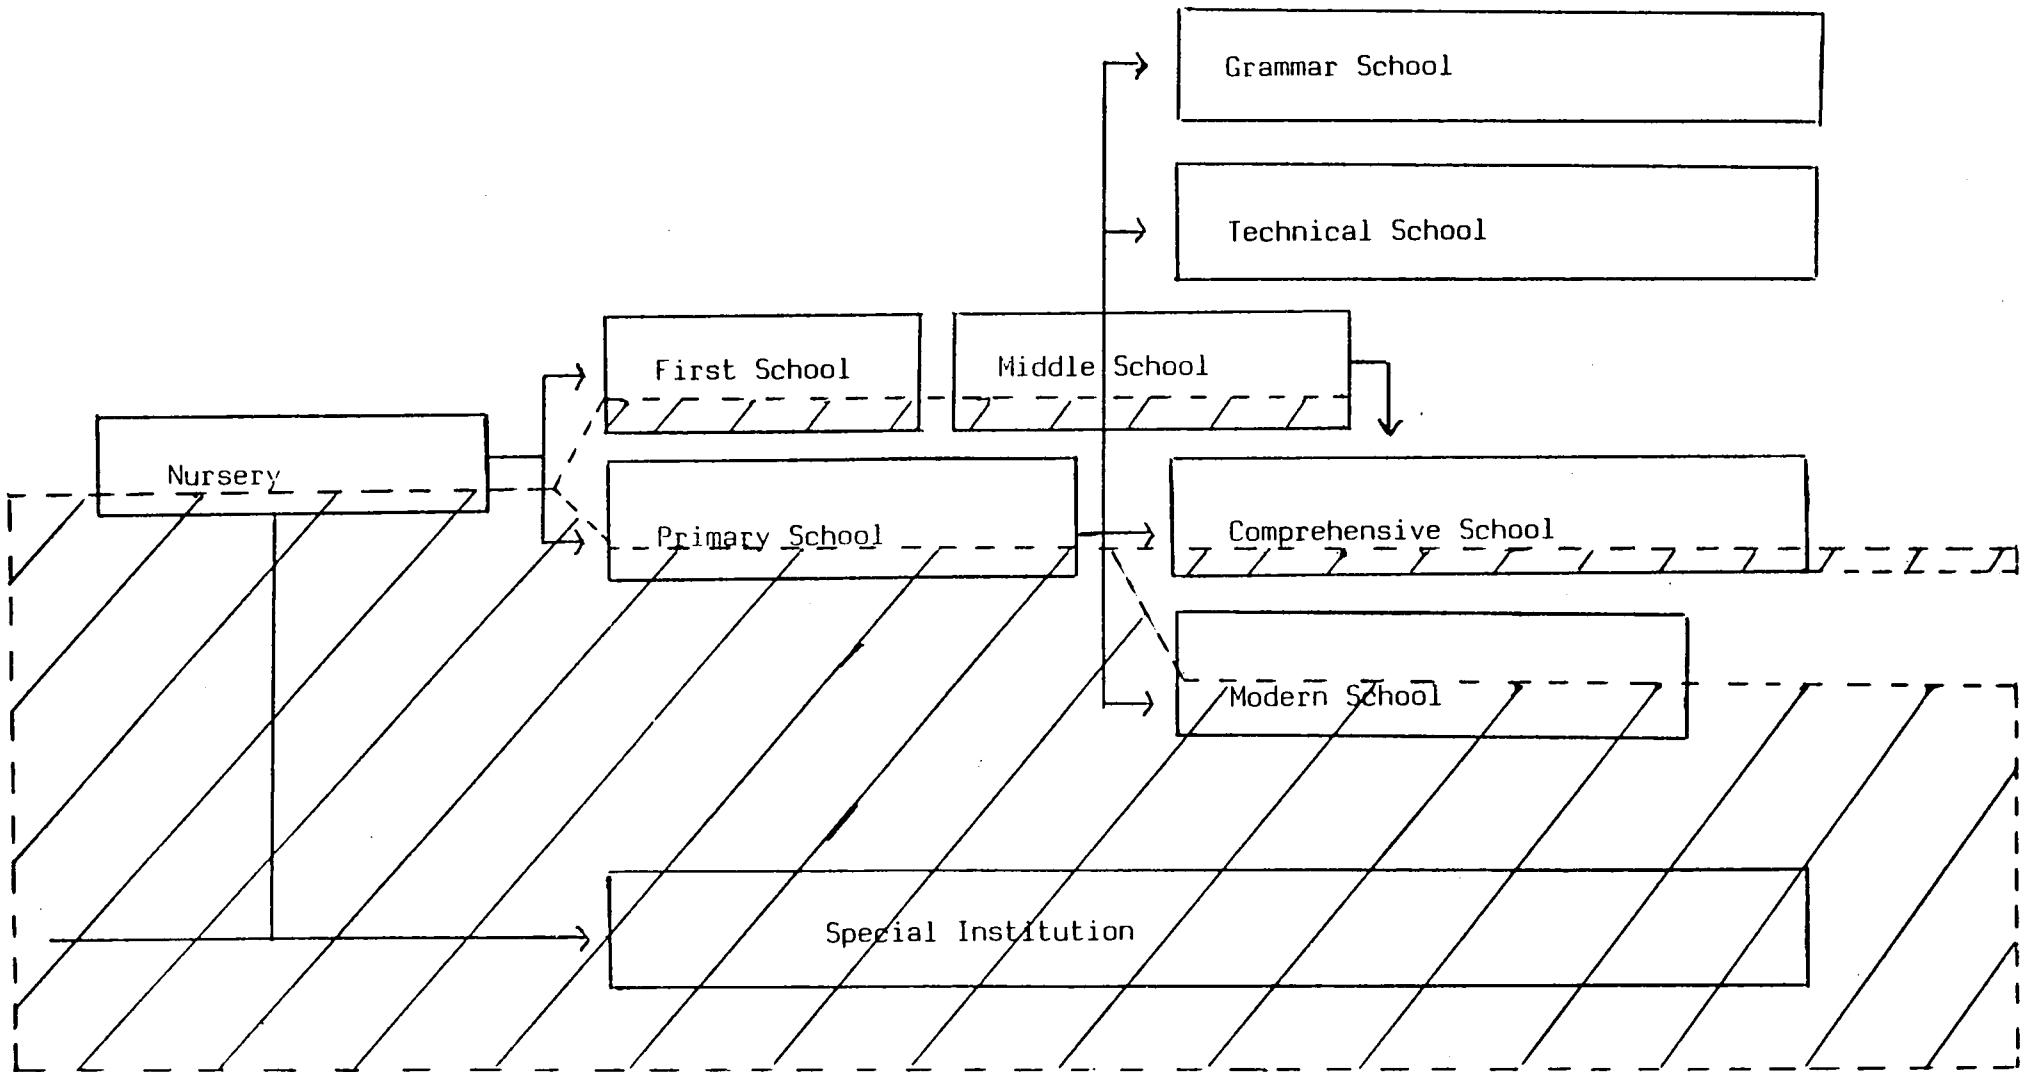 Grammar School
Technical School
First School
Middle School
Nursery
Primary School
Comprehensive School
Modern School
Special Institution